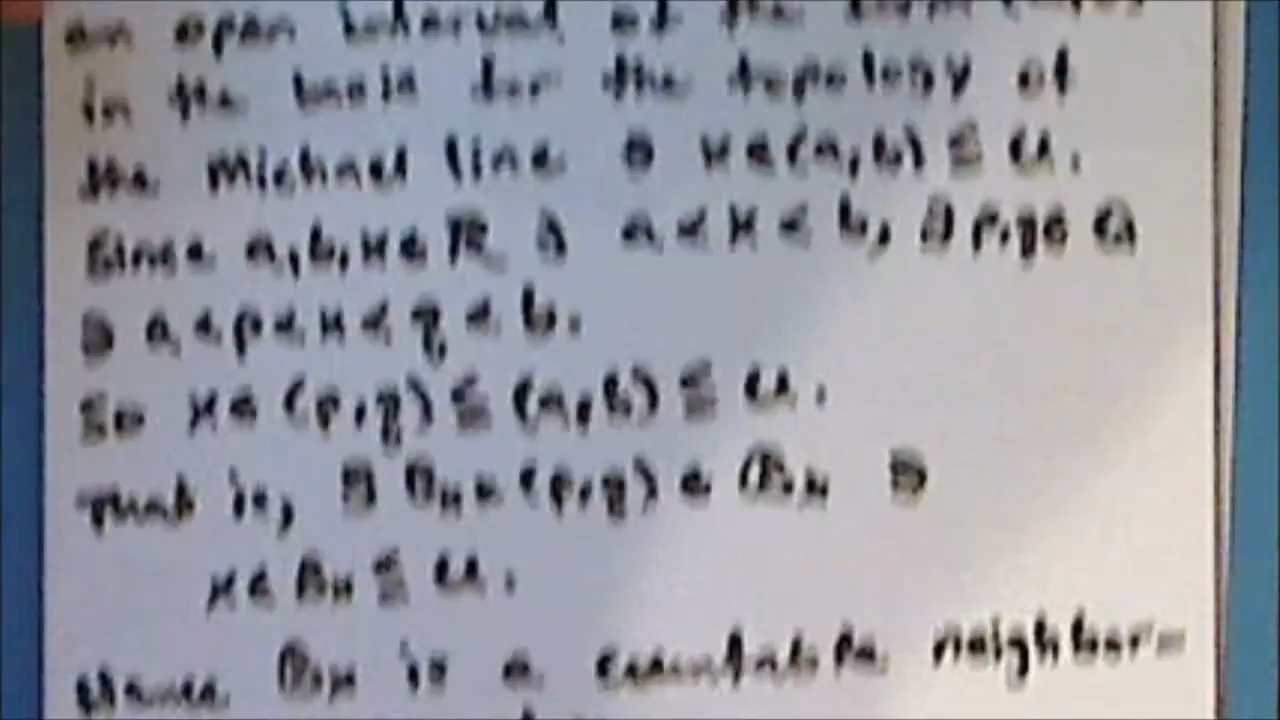 an open interval of the form
in the basis for the topology of
the Michael line ∋ x∈(a,b) ⊆ U.
Since a,b,x∈ℝ ∋ a<x<b, ∃ p,q∈ℚ
∋ a<p<x<q<b.
So x∈(p,q) ⊆ (a,b) ⊆ U.
That is, ∃ Bx=(p,q)∈ℬx ∋
x∈Bx ⊆ U.
Hence ℬx is a countable neighbor-